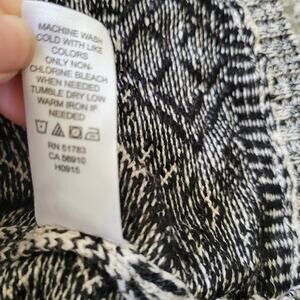 MACHINE WASH
COLD WITH LIKE
COLORS
ONLY NON-
CHLORINE BLEACH
WHEN NEEDED
TUMBLE DRY LOW
WARM IRON IF
NEEDED
RN 51783
CA 56910
H0915